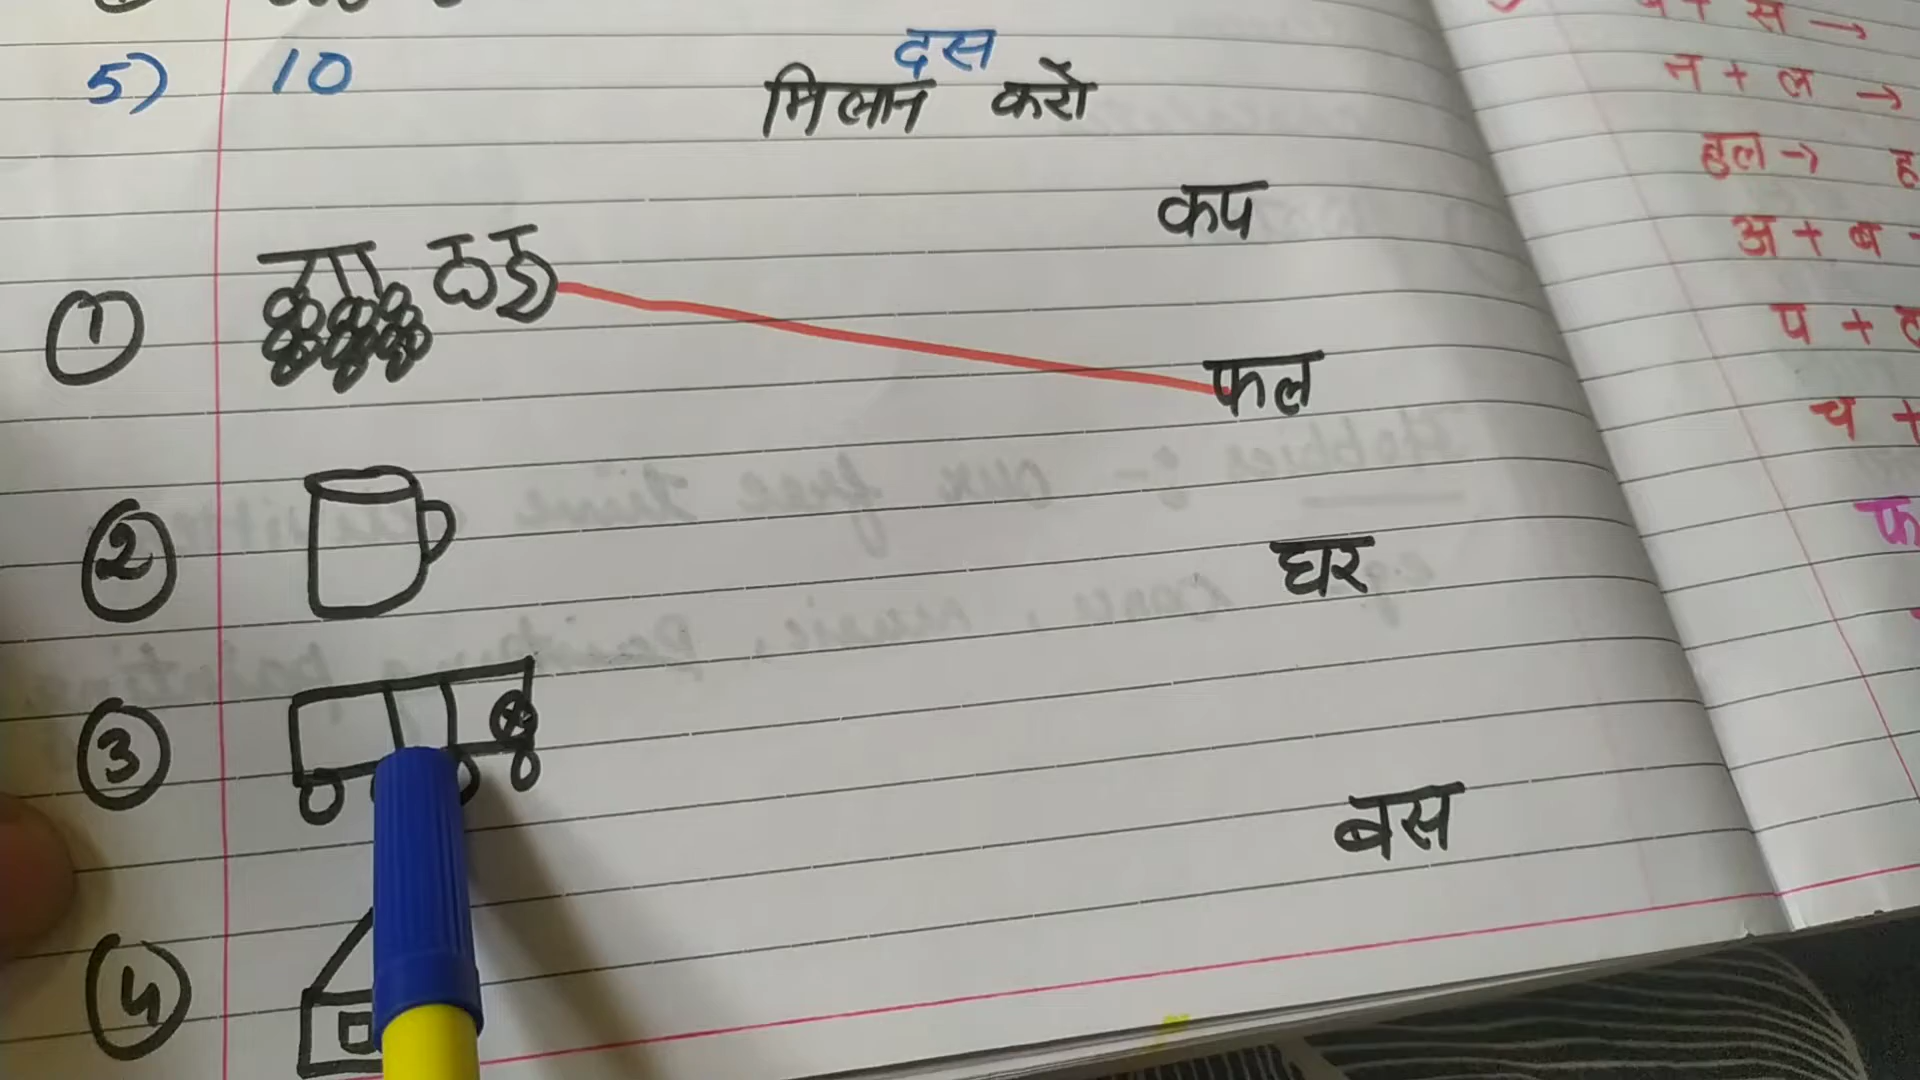 5) 10 दस
मिलान करो
कप
1
फल
2
घर
3
बस
4
स →
न + ल →
हल → ह
अ + ब
प +
च +
फ